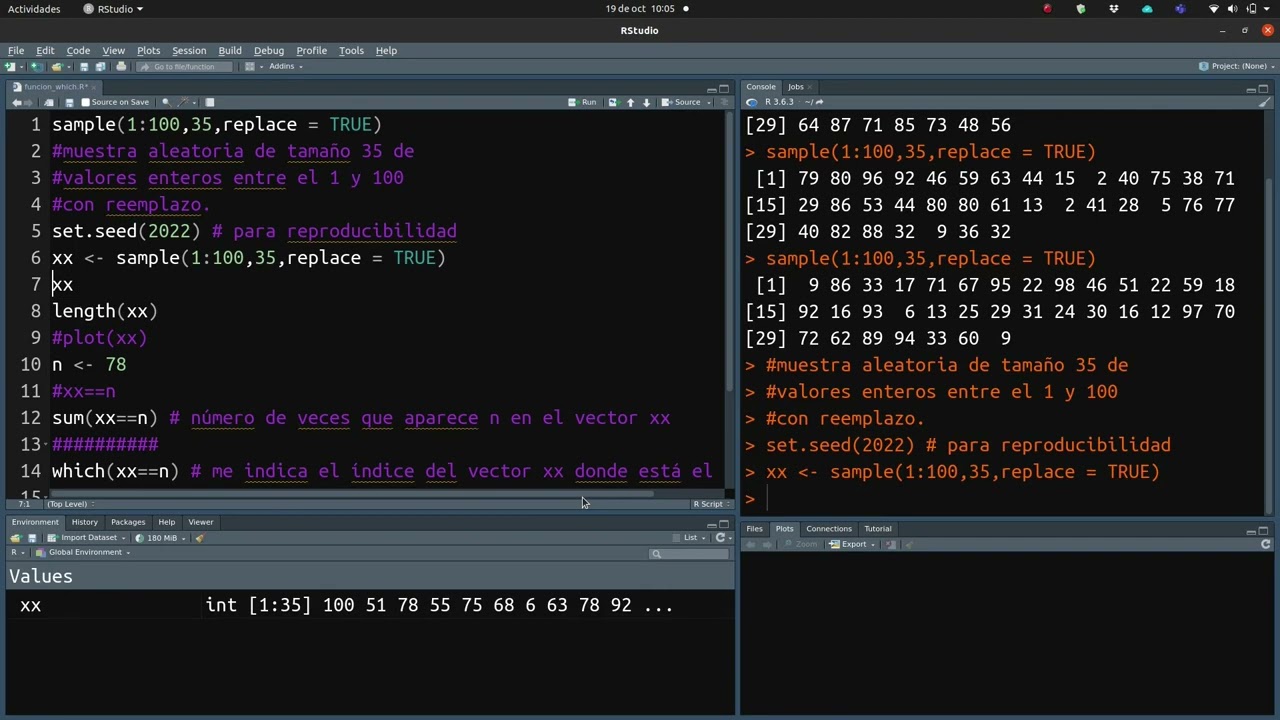 Actividades RStudio 19 de oct 10:05
RStudio
File Edit Code View Plots Session Build Debug Profile Tools Help
Go to file/function Addins Project: (None)
funcion_which.R*
Source on Save Run Source
1 sample(1:100,35,replace = TRUE)
2 #muestra aleatoria de tamaño 35 de
3 #valores enteros entre el 1 y 100
4 #con reemplazo.
5 set.seed(2022) # para reproducibilidad
6 xx <- sample(1:100,35,replace = TRUE)
7 xx
8 length(xx)
9 #plot(xx)
10 n <- 78
11 #xx==n
12 sum(xx==n) # número de veces que aparece n en el vector xx
13 ##########
14 which(xx==n) # me indica el índice del vector xx donde está el
15
7:1 (Top Level) R Script
Console Jobs
R 3.6.3 · ~/
[29] 64 87 71 85 73 48 56
> sample(1:100,35,replace = TRUE)
[1] 79 80 96 92 46 59 63 44 15 2 40 75 38 71
[15] 29 86 53 44 80 80 61 13 2 41 28 5 76 77
[29] 40 82 88 32 9 36 32
> sample(1:100,35,replace = TRUE)
[1] 9 86 33 17 71 67 95 22 98 46 51 22 59 18
[15] 92 16 93 6 13 25 29 31 24 30 16 12 97 70
[29] 72 62 89 94 33 60 9
> #muestra aleatoria de tamaño 35 de
> #valores enteros entre el 1 y 100
> #con reemplazo.
> set.seed(2022) # para reproducibilidad
> xx <- sample(1:100,35,replace = TRUE)
>
Environment History Packages Help Viewer
Import Dataset 180 MiB List
R Global Environment
Values
xx int [1:35] 100 51 78 55 75 68 6 63 78 92 ...
Files Plots Connections Tutorial
Zoom Export